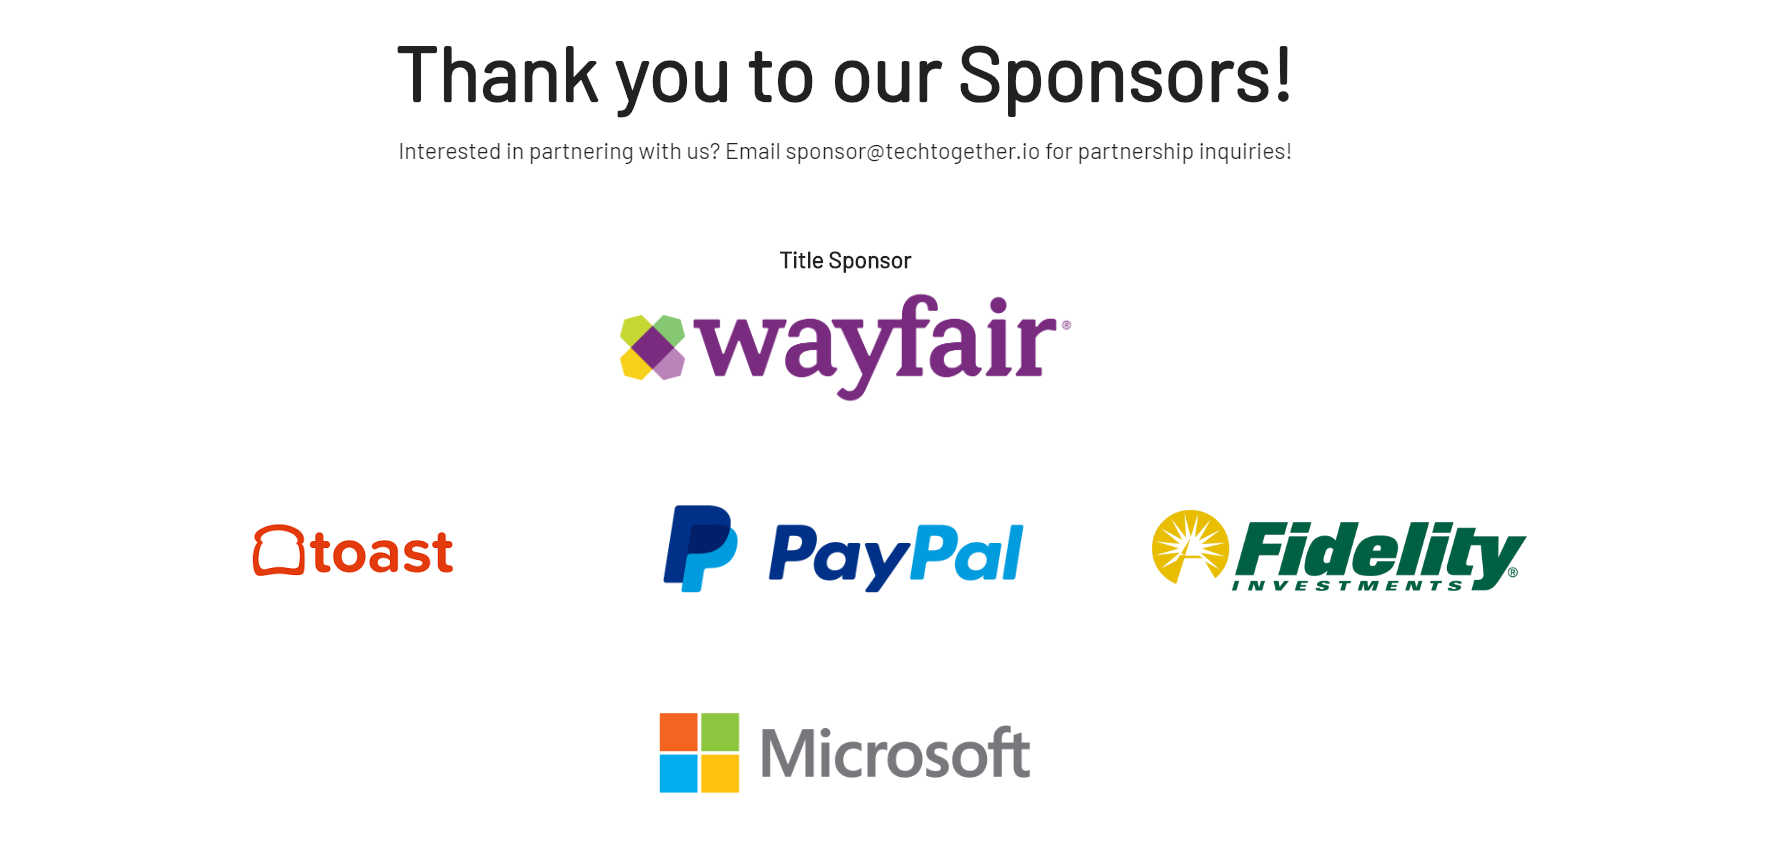 Thank you to our Sponsors!
Interested in partnering with us? Email sponsor@techtogether.io for partnership inquiries!
Title Sponsor
wayfair®
toast
PayPal
Fidelity®
INVESTMENTS
Microsoft